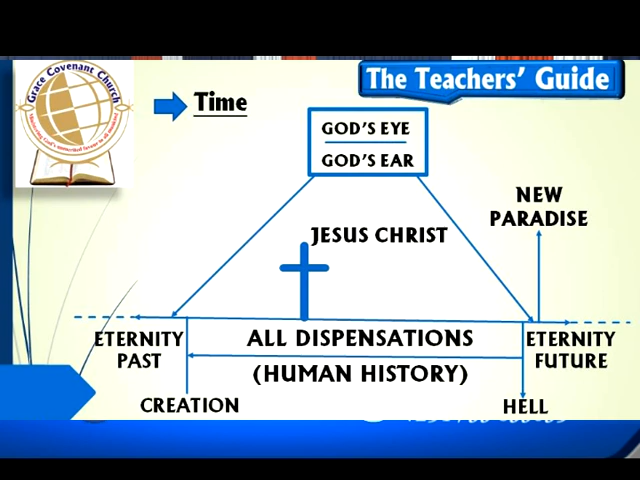 Grace Covenant Church
The Teachers' Guide
Time
GOD'S EYE
GOD'S EAR
NEW
PARADISE
JESUS CHRIST
ETERNITY
PAST
ALL DISPENSATIONS
(HUMAN HISTORY)
ETERNITY
FUTURE
CREATION
HELL